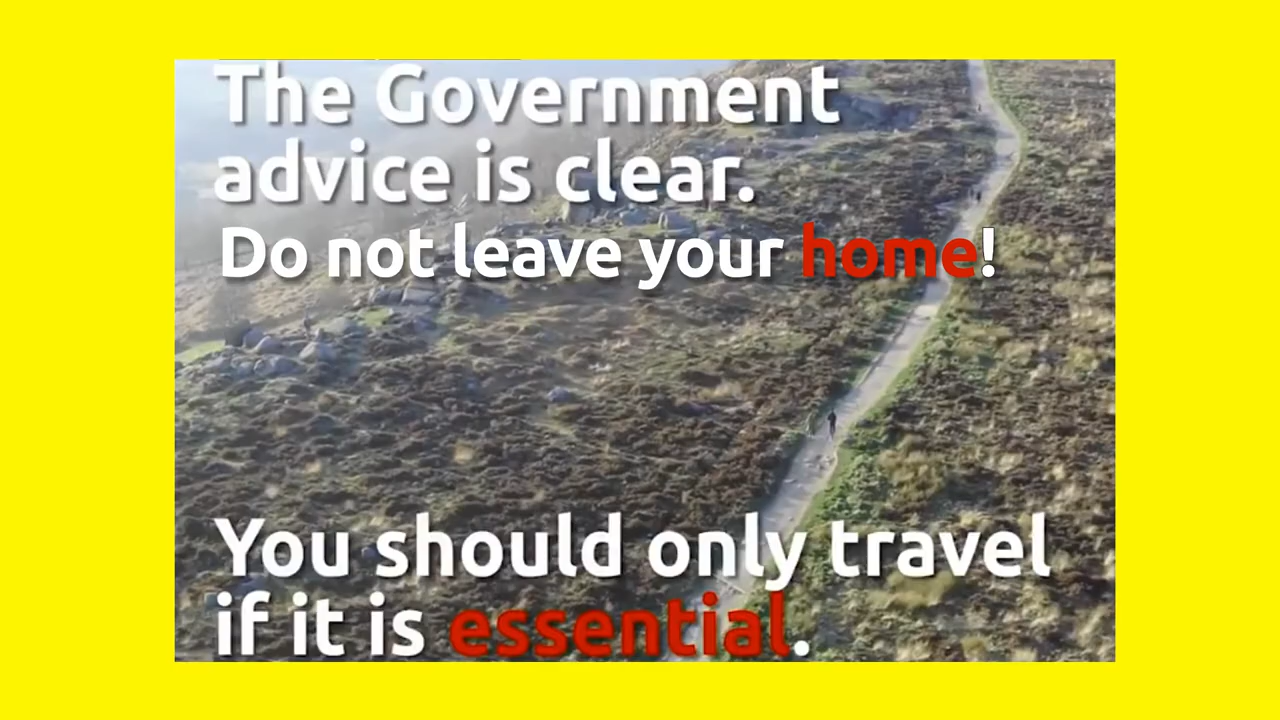 The Government
advice is clear.
Do not leave your home!
You should only travel
if it is essential.